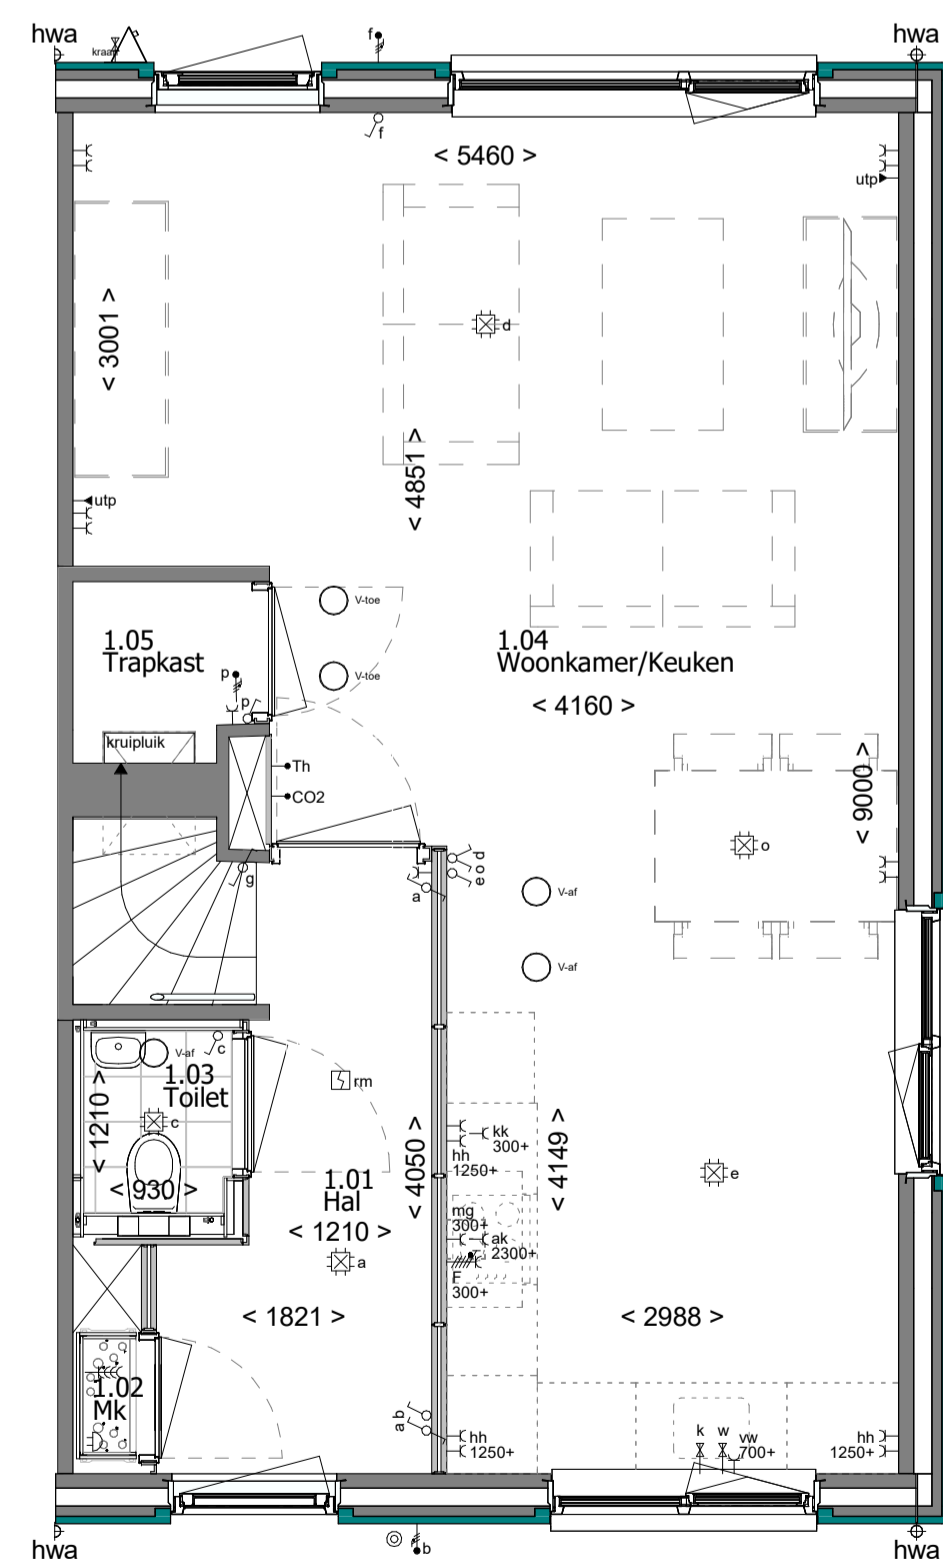 hwa
hwa
kraan
f
f
< 5460 >
utp
< 3001 >
d
< 4851 >
utp
V-toe
1.05
Trapkast
1.04
Woonkamer/Keuken
V-toe
p
p
< 4160 >
kruipluik
Th
CO2
< 9000 >
o
e o d
g
a
V-af
V-af
c
V-af
1.03
Toilet
rm
< 1210 >
c
< 4050 >
kk
300+
hh
1250+
< 4149 >
e
< 930 >
1.01
Hal
< 1210 >
mg
300+
ak
2300+
a
F
300+
< 1821 >
< 2988 >
1.02
Mk
a b
hh
1250+
k
w
vw
700+
hh
1250+
b
hwa
hwa